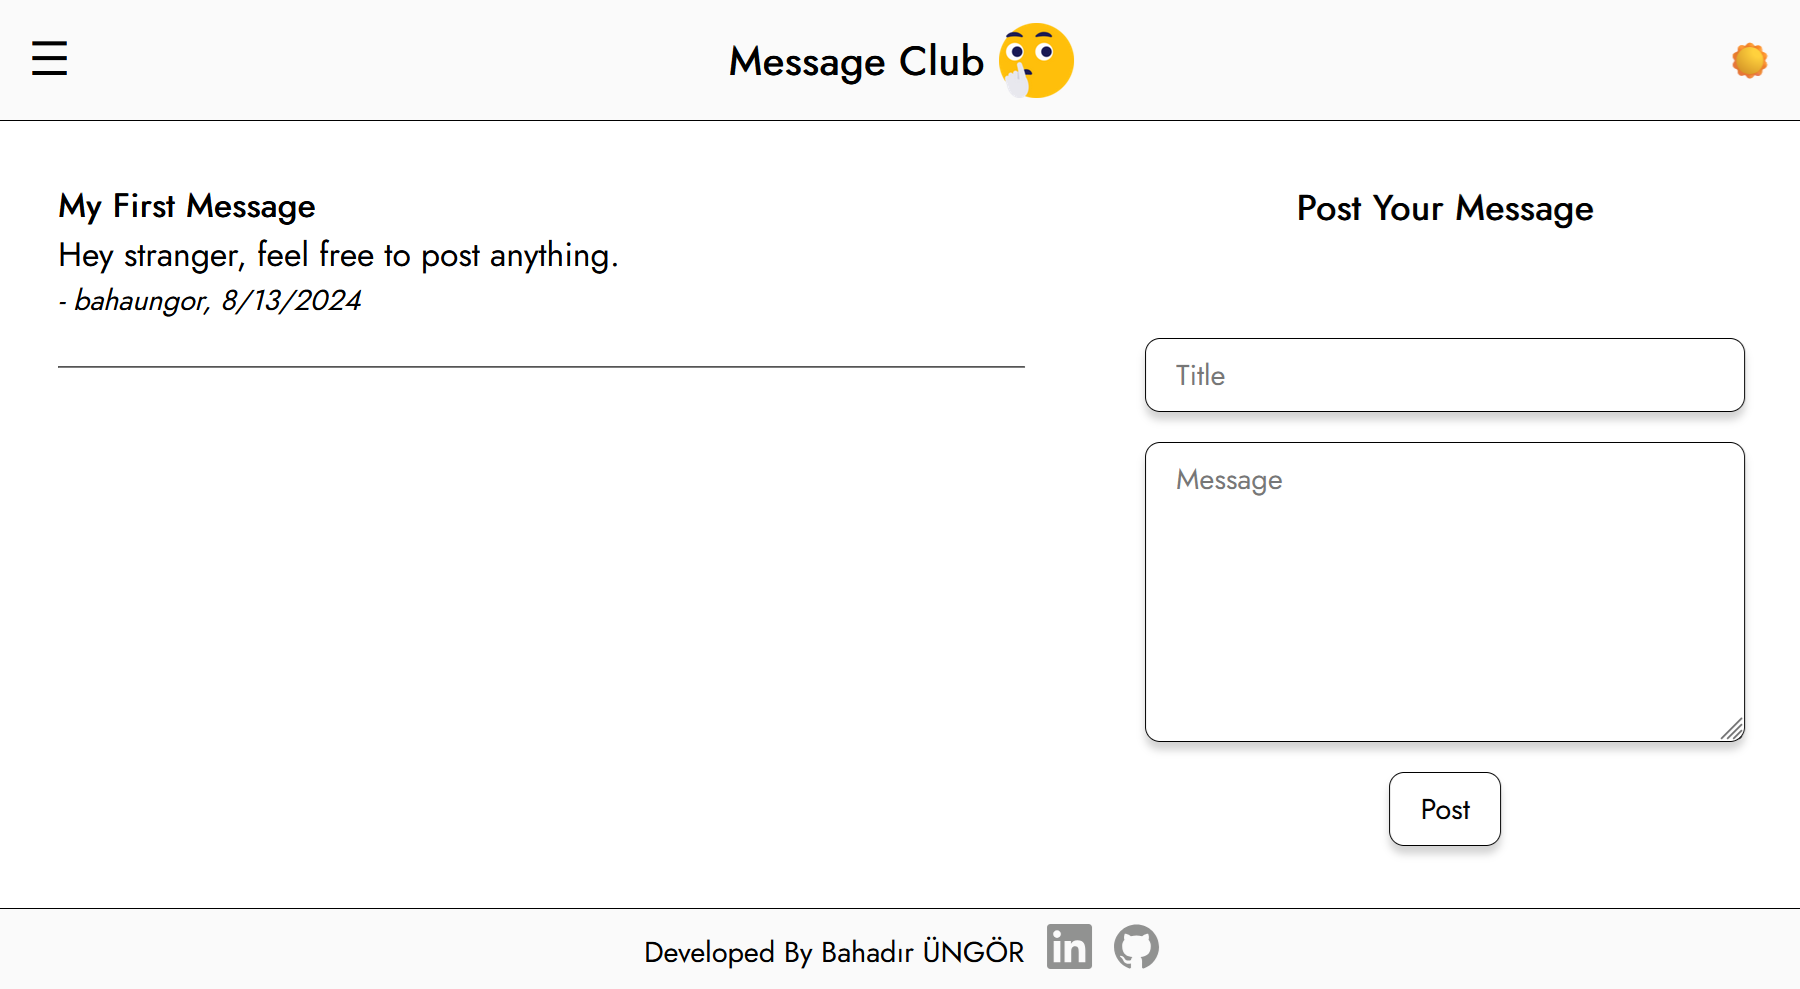 Message Club
My First Message
Hey stranger, feel free to post anything.
- bahaungor, 8/13/2024
Post Your Message
Title
Message
Post
Developed By Bahadır ÜNGÖR
in